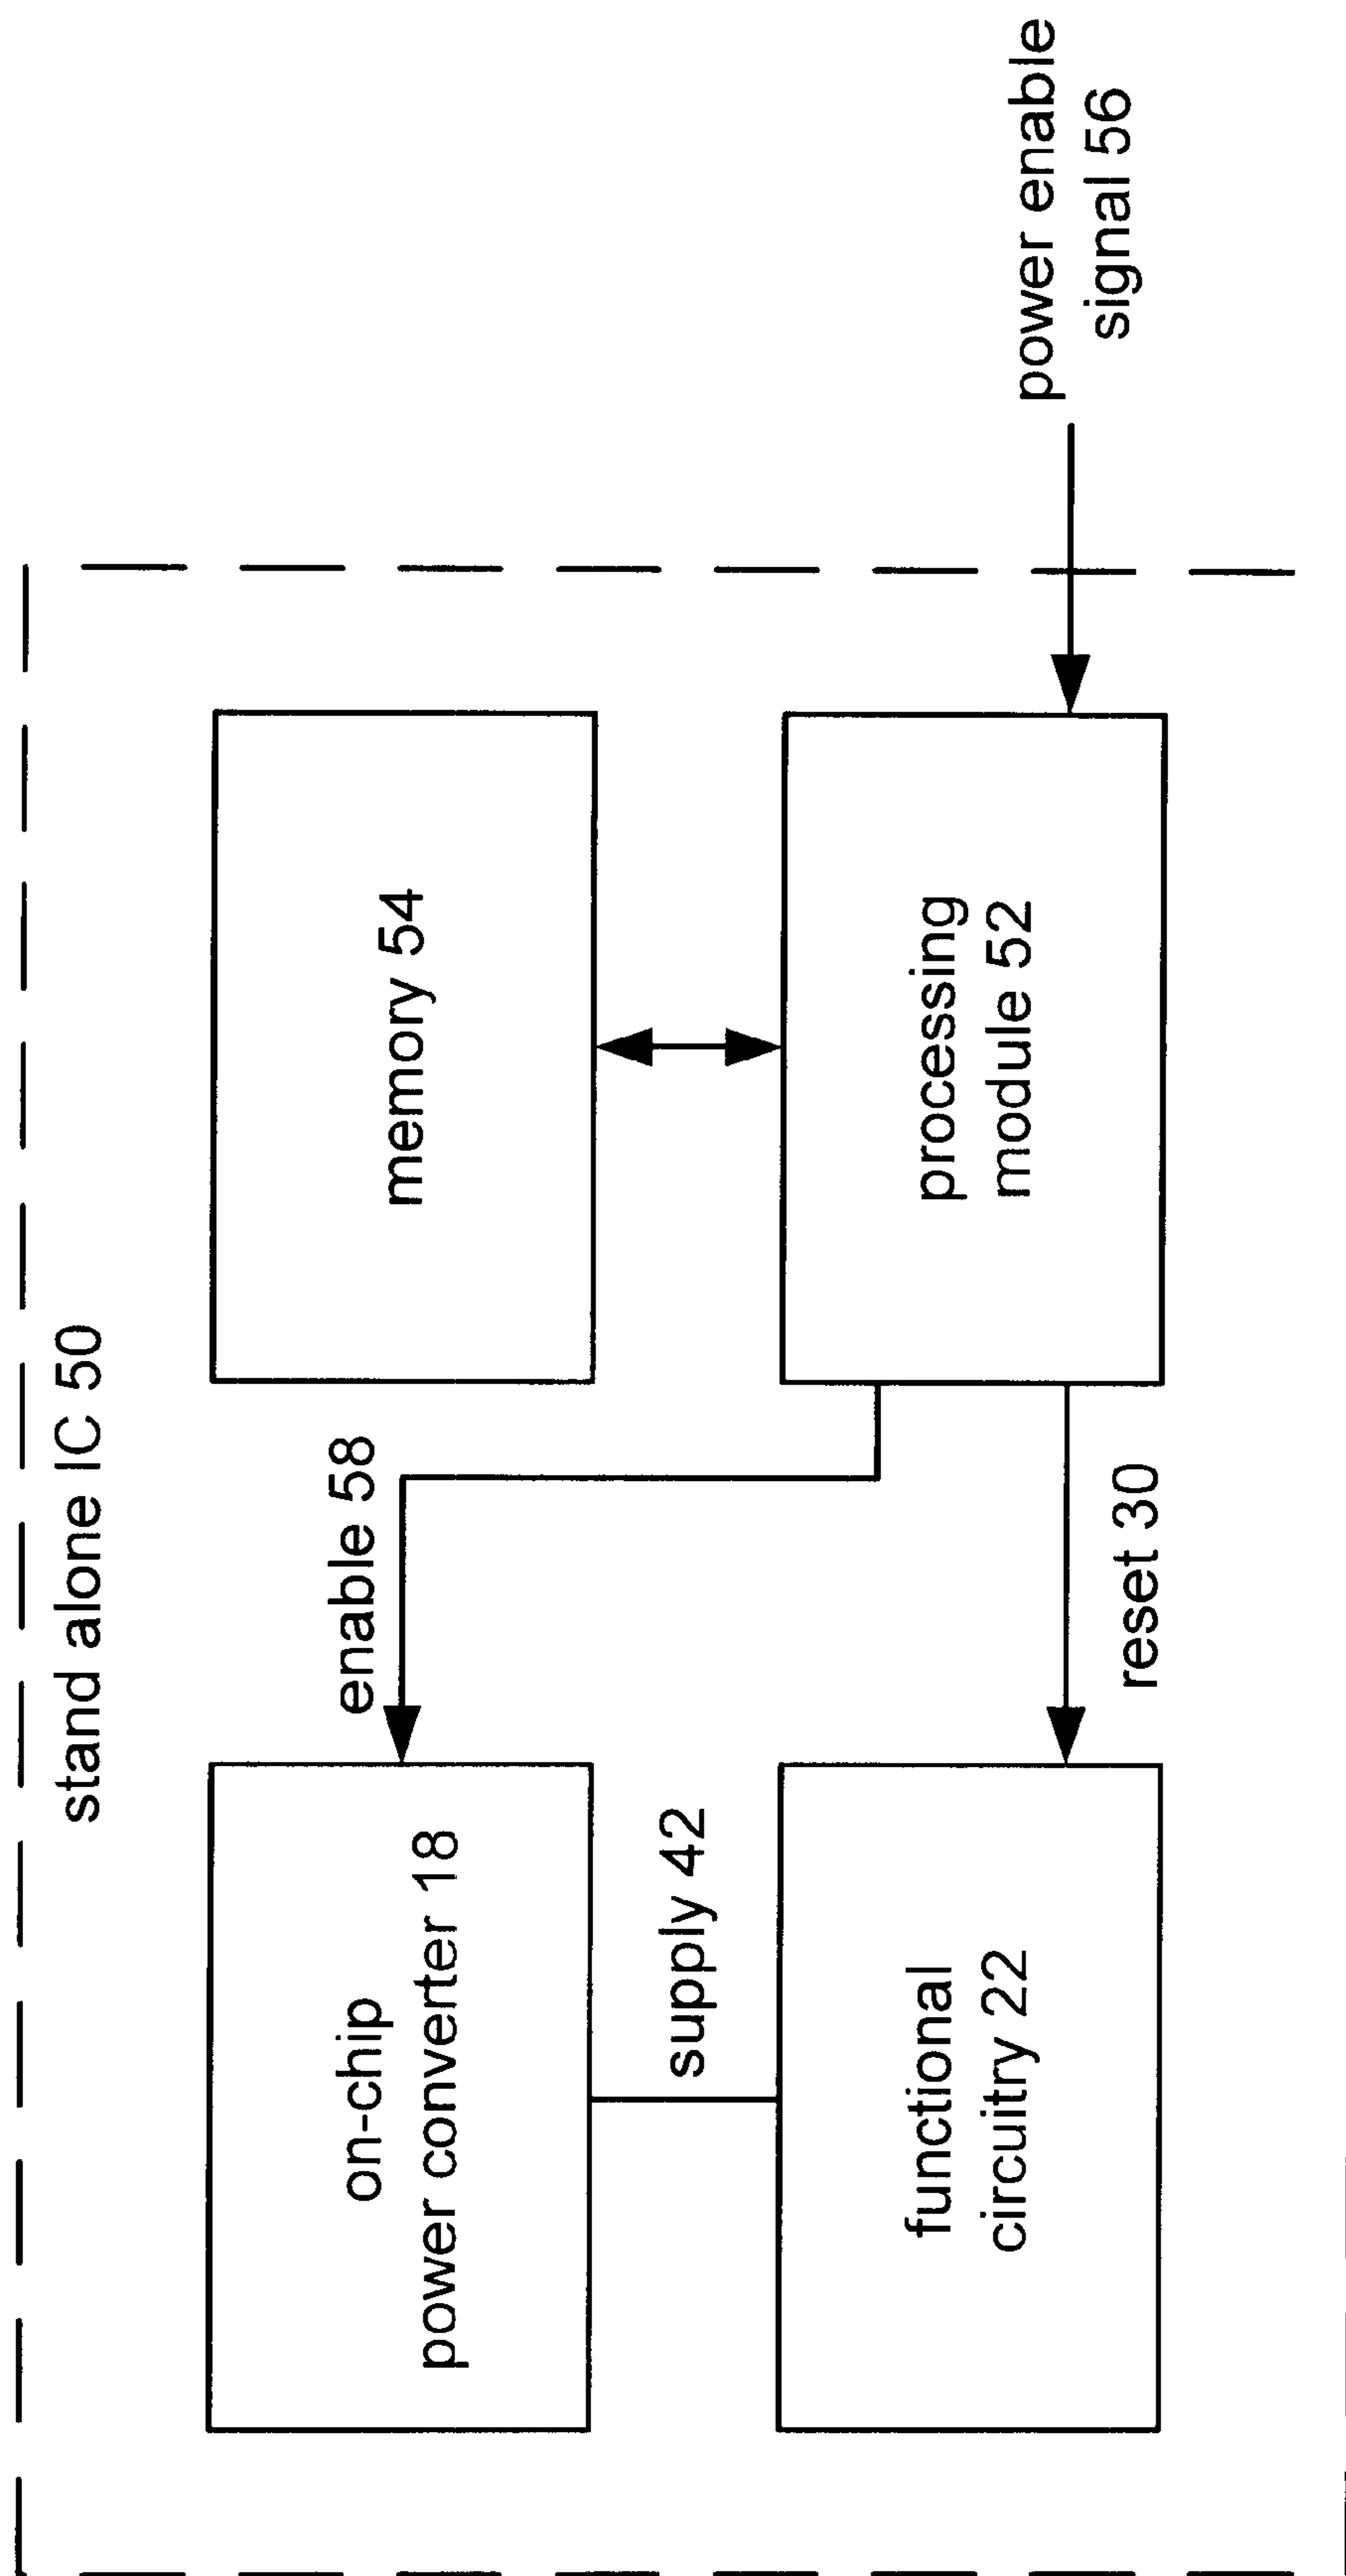 stand alone IC 50
on-chip
power converter 18
enable 58
memory 54
supply 42
functional
circuitry 22
reset 30
processing
module 52
power enable
signal 56